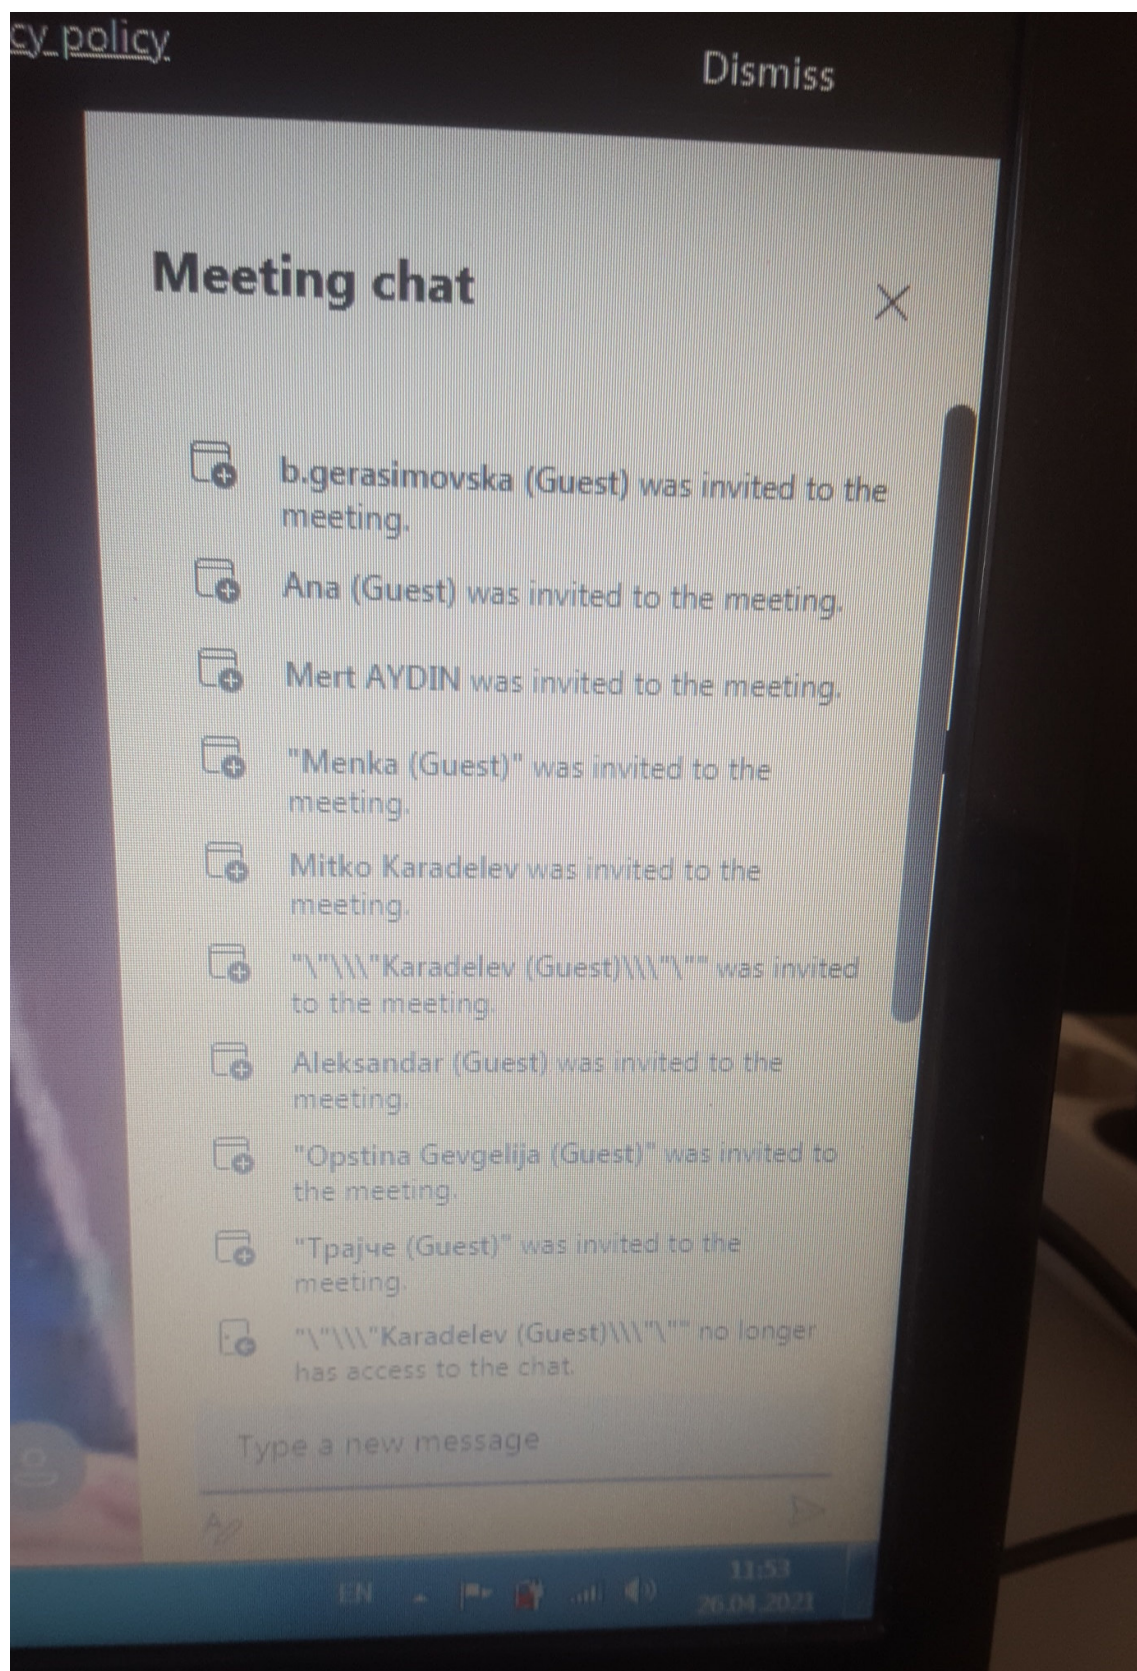 cy policy
Dismiss
Meeting chat
b.gerasimovska (Guest) was invited to the
meeting.
Ana (Guest) was invited to the meeting.
Mert AYDIN was invited to the meeting.
"Menka (Guest)" was invited to the
meeting.
Mitko Karadelev was invited to the
meeting.
"\"\\\"Karadelev (Guest)\\\"\"" was invited
to the meeting.
Aleksandar (Guest) was invited to the
meeting.
"Opstina Gevgelija (Guest)" was invited to
the meeting.
"Трајче (Guest)" was invited to the
meeting.
"\"\\\"Karadelev (Guest)\\\"\"" no longer
has access to the chat.
Type a new message
EN
11:53
26.04.2021